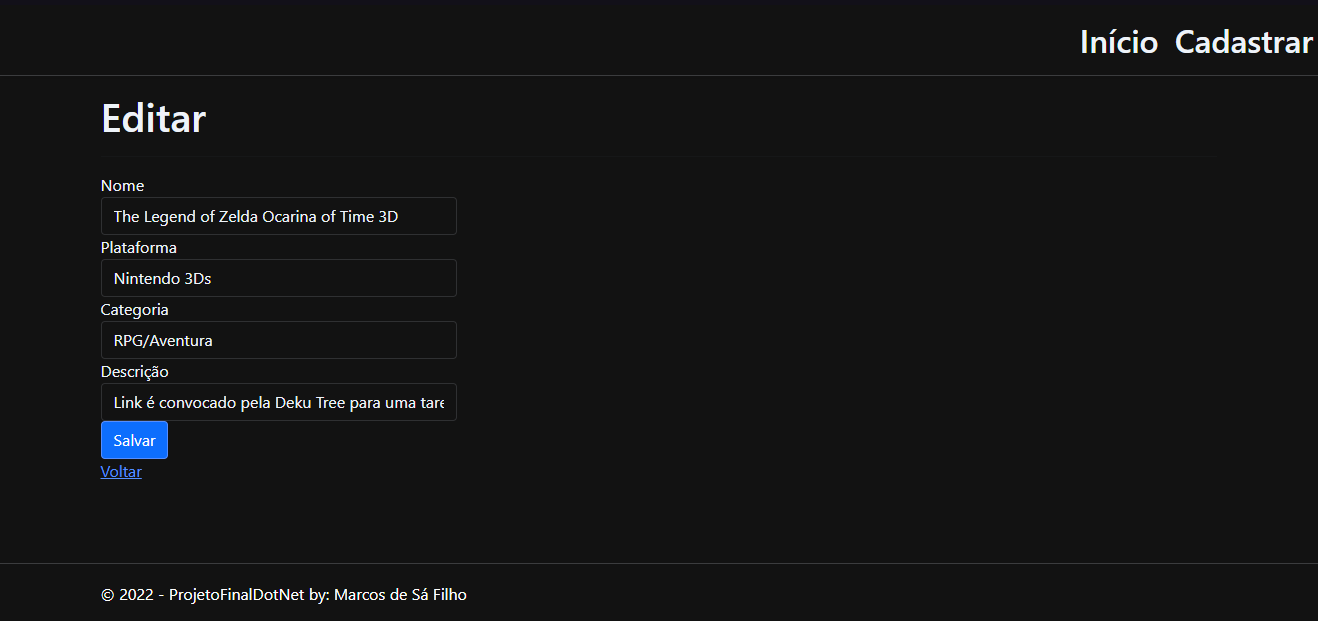 Início Cadastrar
Editar
Nome
The Legend of Zelda Ocarina of Time 3D
Plataforma
Nintendo 3Ds
Categoria
RPG/Aventura
Descrição
Link é convocado pela Deku Tree para uma tare
Salvar
Voltar
© 2022 - ProjetoFinalDotNet by: Marcos de Sá Filho